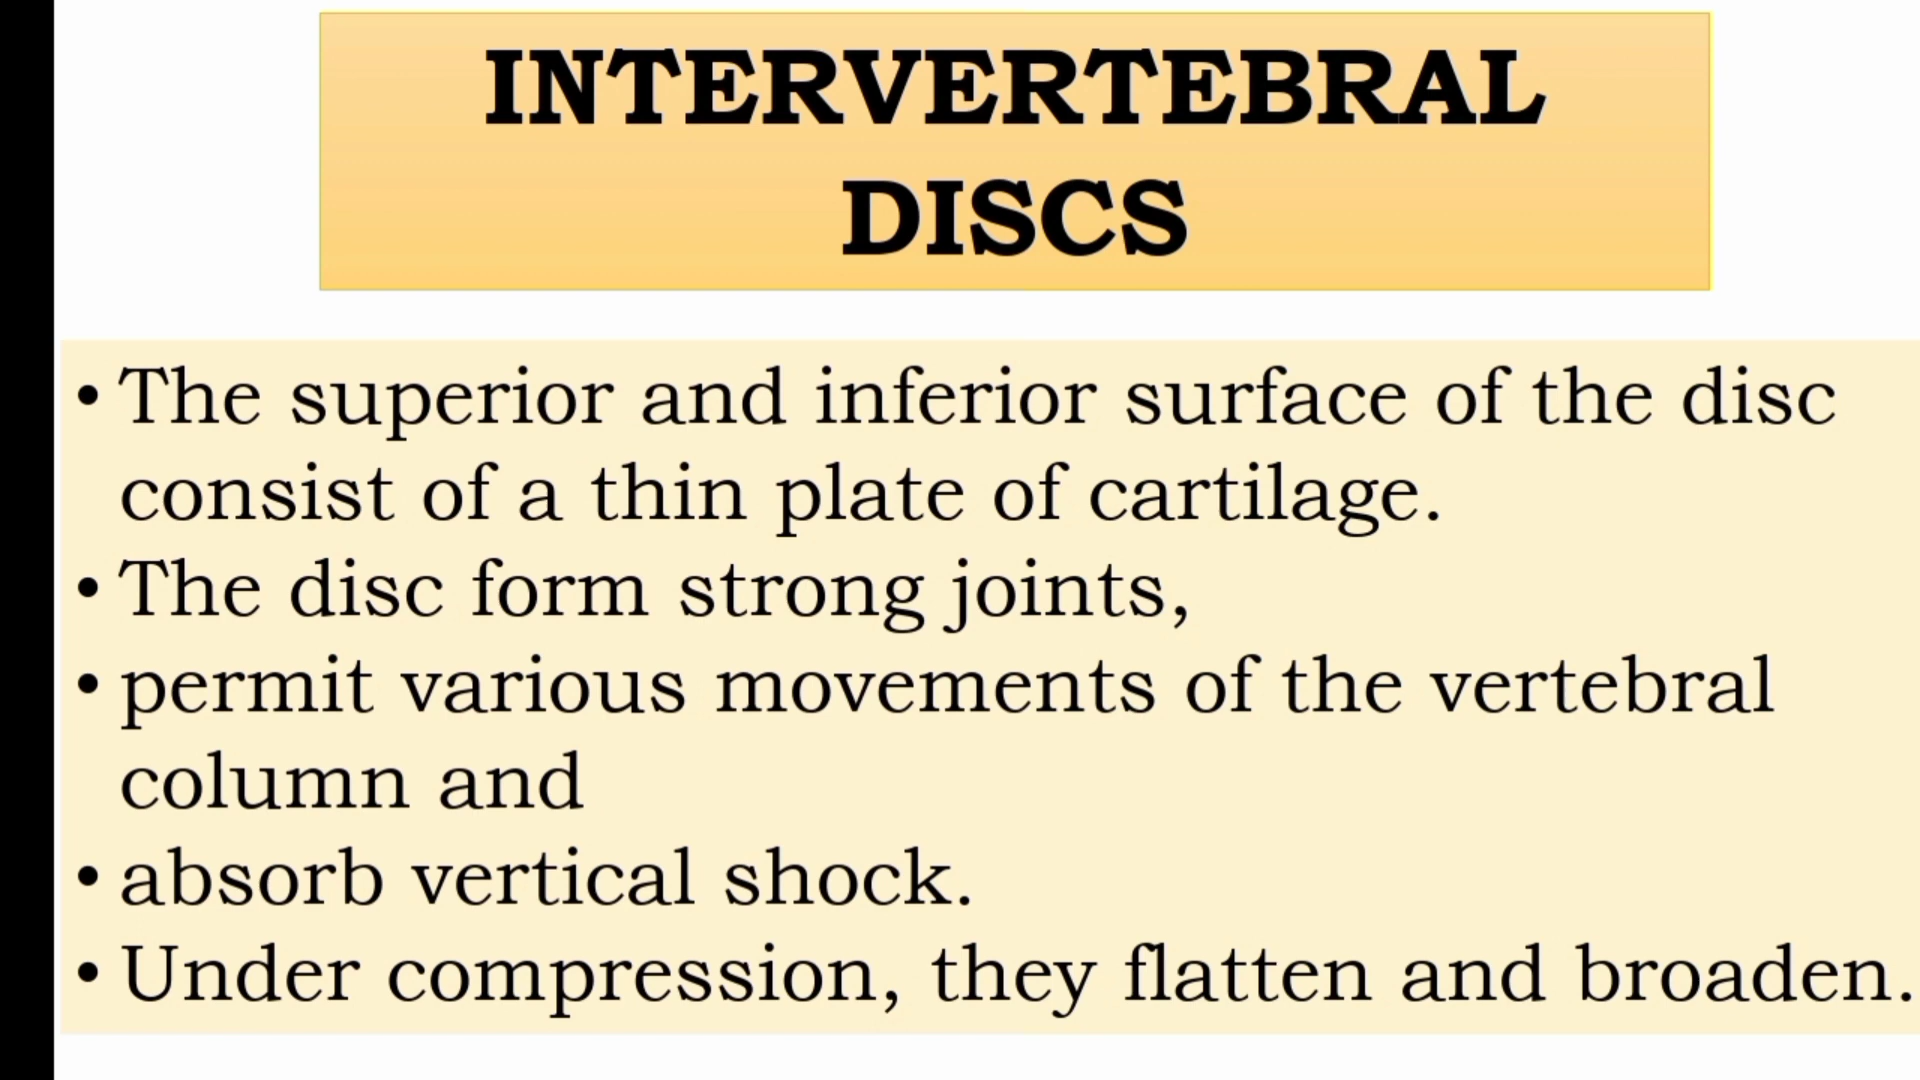 INTERVERTEBRAL
DISCS
• The superior and inferior surface of the disc
consist of a thin plate of cartilage.
• The disc form strong joints,
• permit various movements of the vertebral
column and
• absorb vertical shock.
• Under compression, they flatten and broaden.